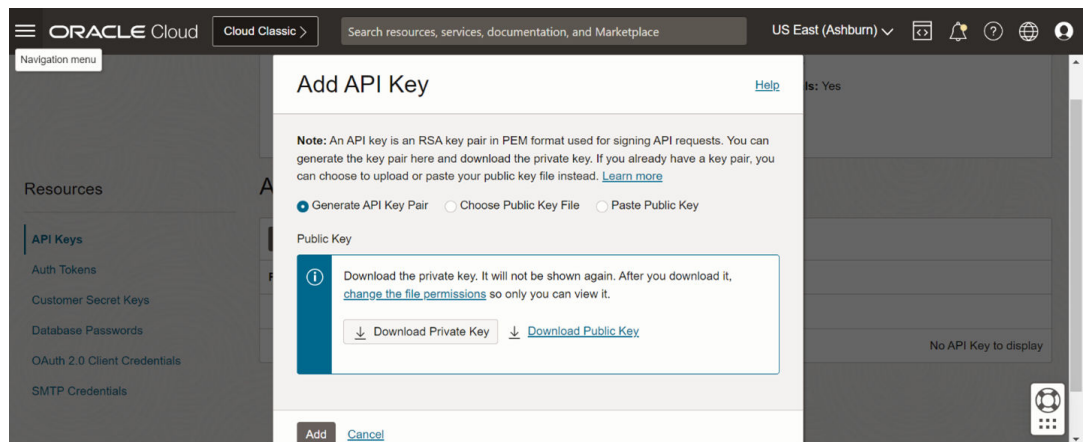 ORACLE Cloud
Cloud Classic >
Search resources, services, documentation, and Marketplace
US East (Ashburn)
Navigation menu
Add API Key
Help
ls: Yes
Note: An API key is an RSA key pair in PEM format used for signing API requests. You can
generate the key pair here and download the private key. If you already have a key pair, you
can choose to upload or paste your public key file instead. Learn more
Generate API Key Pair
Choose Public Key File
Paste Public Key
Public Key
Download the private key. It will not be shown again. After you download it,
change the file permissions so only you can view it.
Download Private Key
Download Public Key
Add
Cancel
Resources
API Keys
Auth Tokens
Customer Secret Keys
Database Passwords
OAuth 2.0 Client Credentials
SMTP Credentials
A
No API Key to display